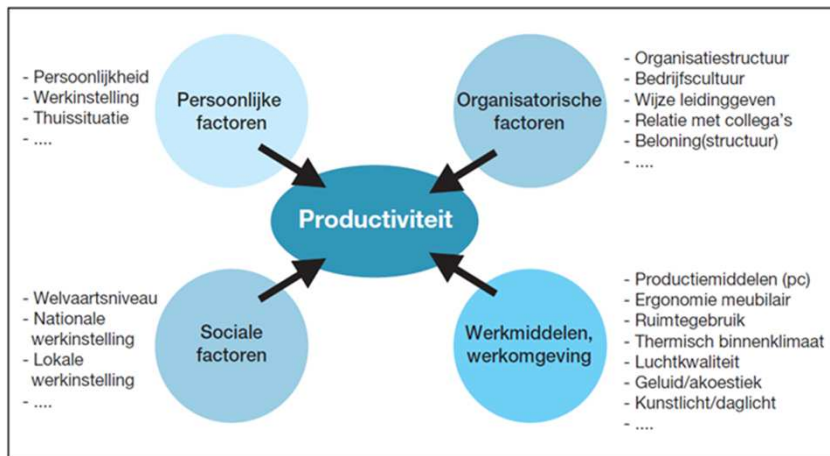 - Persoonlijkheid
- Werkinstelling
- Thuissituatie
- ....
Persoonlijke
factoren
Organisatorische
factoren
- Organisatiestructuur
- Bedrijfscultuur
- Wijze leidinggeven
- Relatie met collega's
- Beloning(structuur)
- ....
Productiviteit
- Welvaartsniveau
- Nationale
werkinstelling
- Lokale
werkinstelling
- ....
Sociale
factoren
Werkmiddelen,
werkomgeving
- Productiemiddelen (pc)
- Ergonomie meubilair
- Ruimtegebruik
- Thermisch binnenklimaat
- Luchtkwaliteit
- Geluid/akoestiek
- Kunstlicht/daglicht
- ....